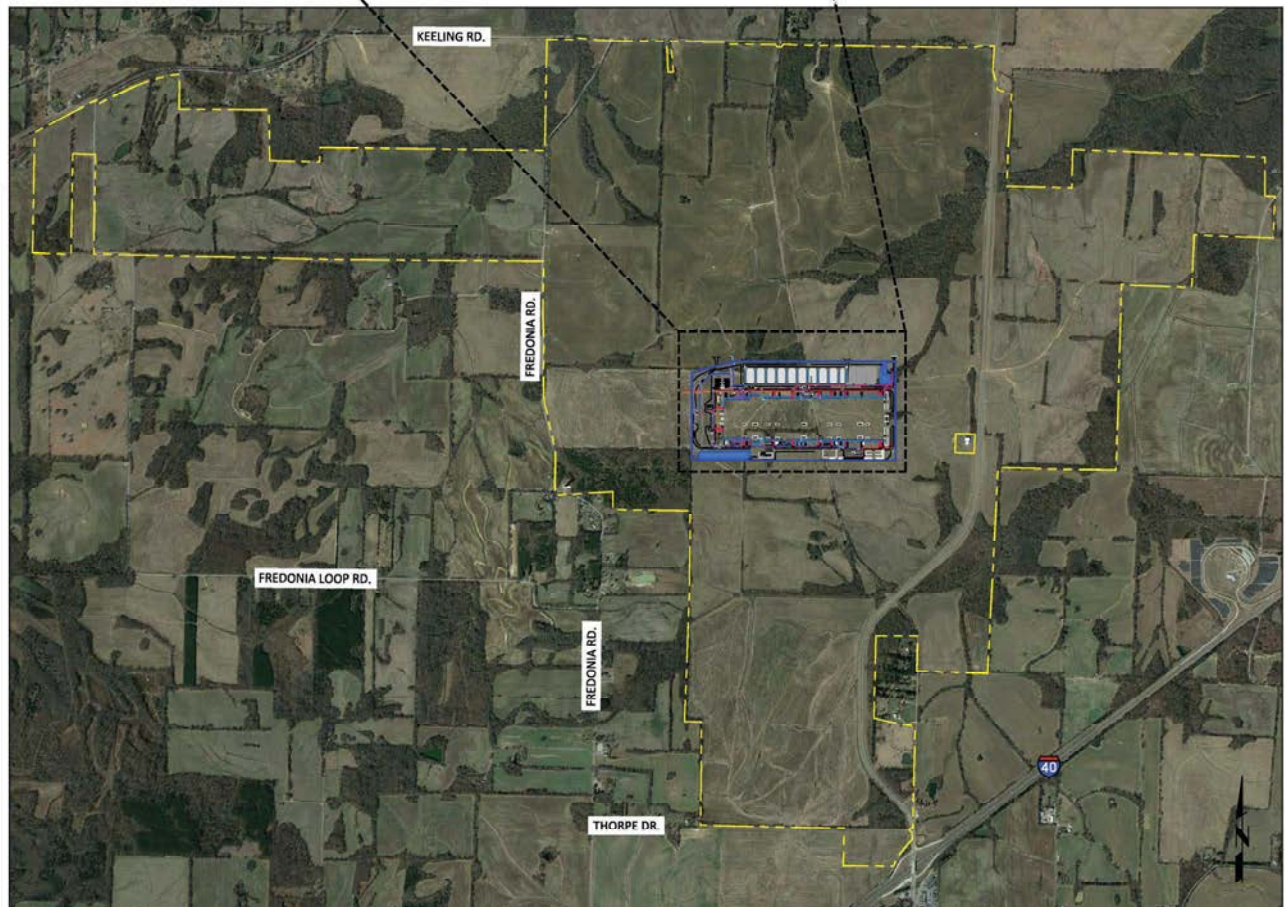 KEELING RD.
FREDONIA RD.
FREDONIA LOOP RD.
FREDONIA RD.
40
THORPE DR.